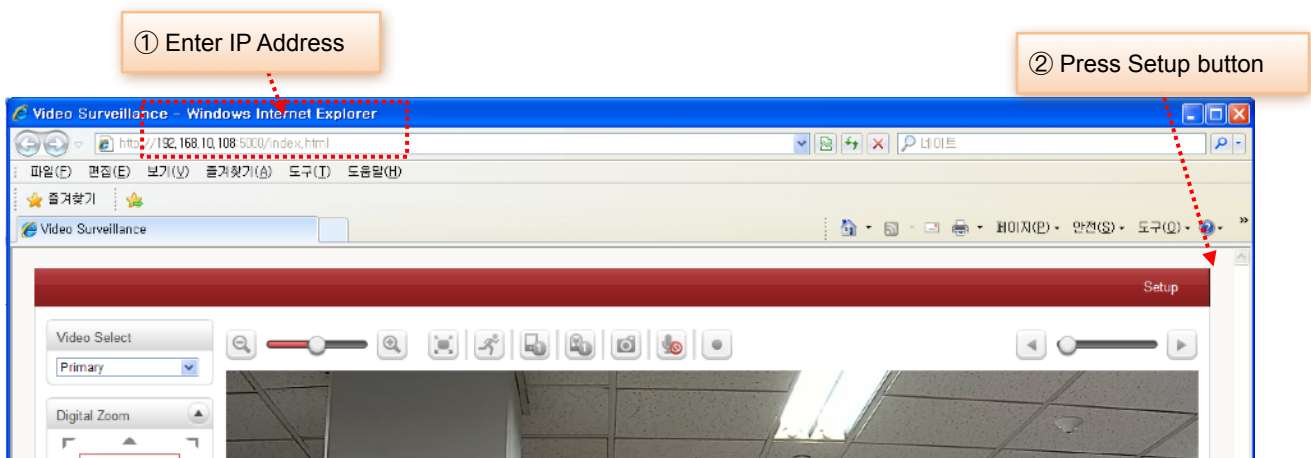 ① Enter IP Address
② Press Setup button
Video Surveillance - Windows Internet Explorer
http://192.168.10.108:5000/index.html
네이트
파일(F) 편집(E) 보기(V) 즐겨찾기(A) 도구(T) 도움말(H)
즐겨찾기
Video Surveillance
페이지(P) 안전(S) 도구(O) »
Setup
Video Select
Primary
Digital Zoom